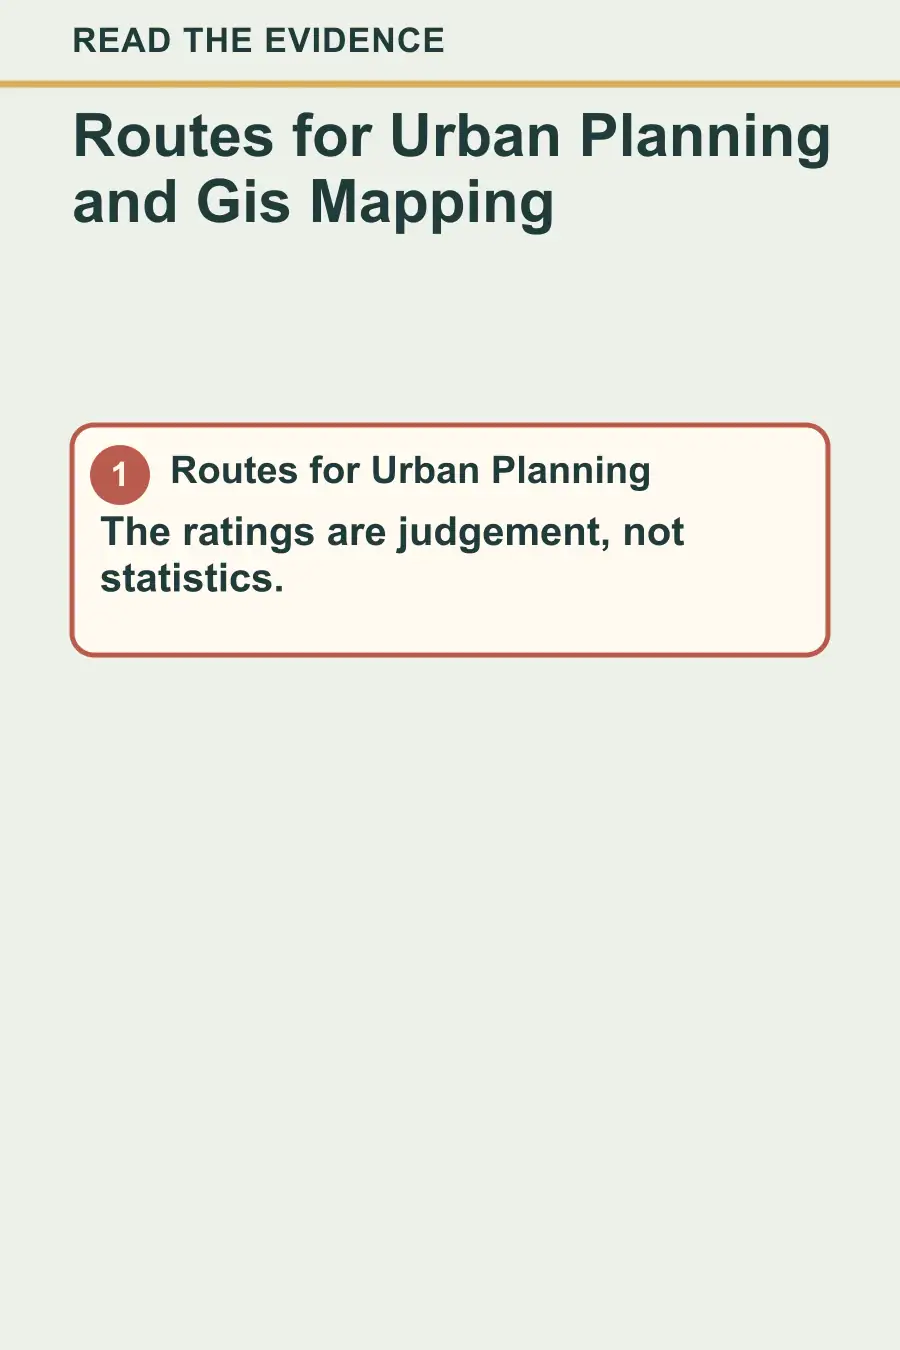 READ THE EVIDENCE
Routes for Urban Planning
and Gis Mapping
1 Routes for Urban Planning
The ratings are judgement, not
statistics.